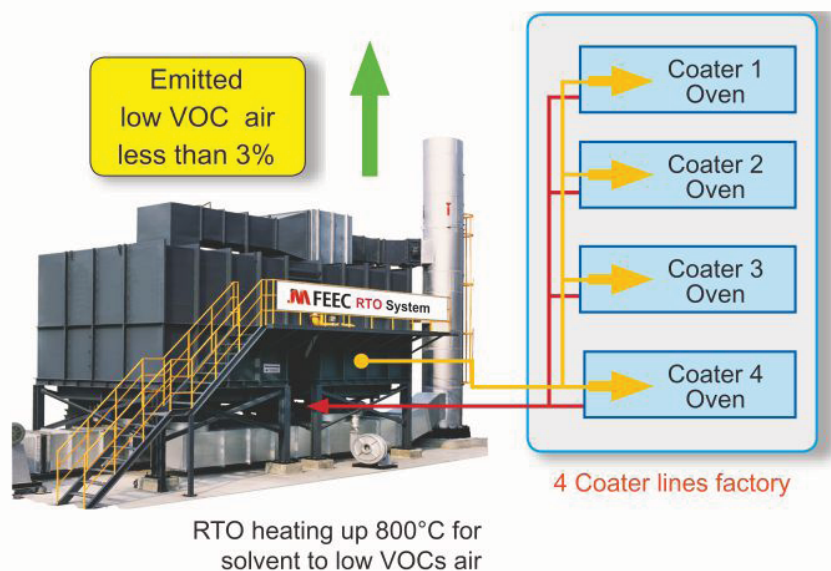 Emitted
low VOC air
less than 3%
FEEC RTO System
Coater 1
Oven
Coater 2
Oven
Coater 3
Oven
Coater 4
Oven
4 Coater lines factory
RTO heating up 800°C for
solvent to low VOCs air